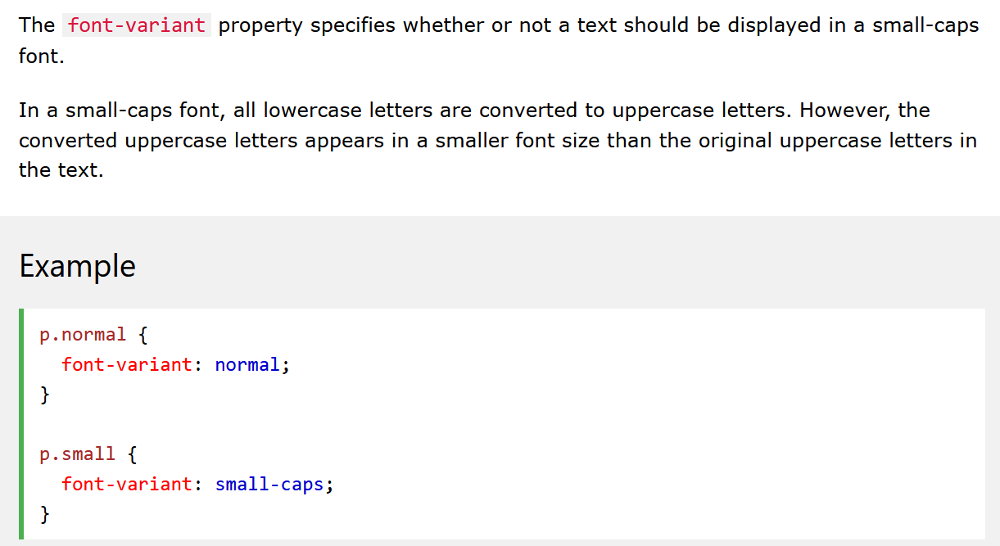 The font-variant property specifies whether or not a text should be displayed in a small-caps
font.
In a small-caps font, all lowercase letters are converted to uppercase letters. However, the
converted uppercase letters appears in a smaller font size than the original uppercase letters in
the text.
Example
p.normal {
  font-variant: normal;
}
p.small {
  font-variant: small-caps;
}